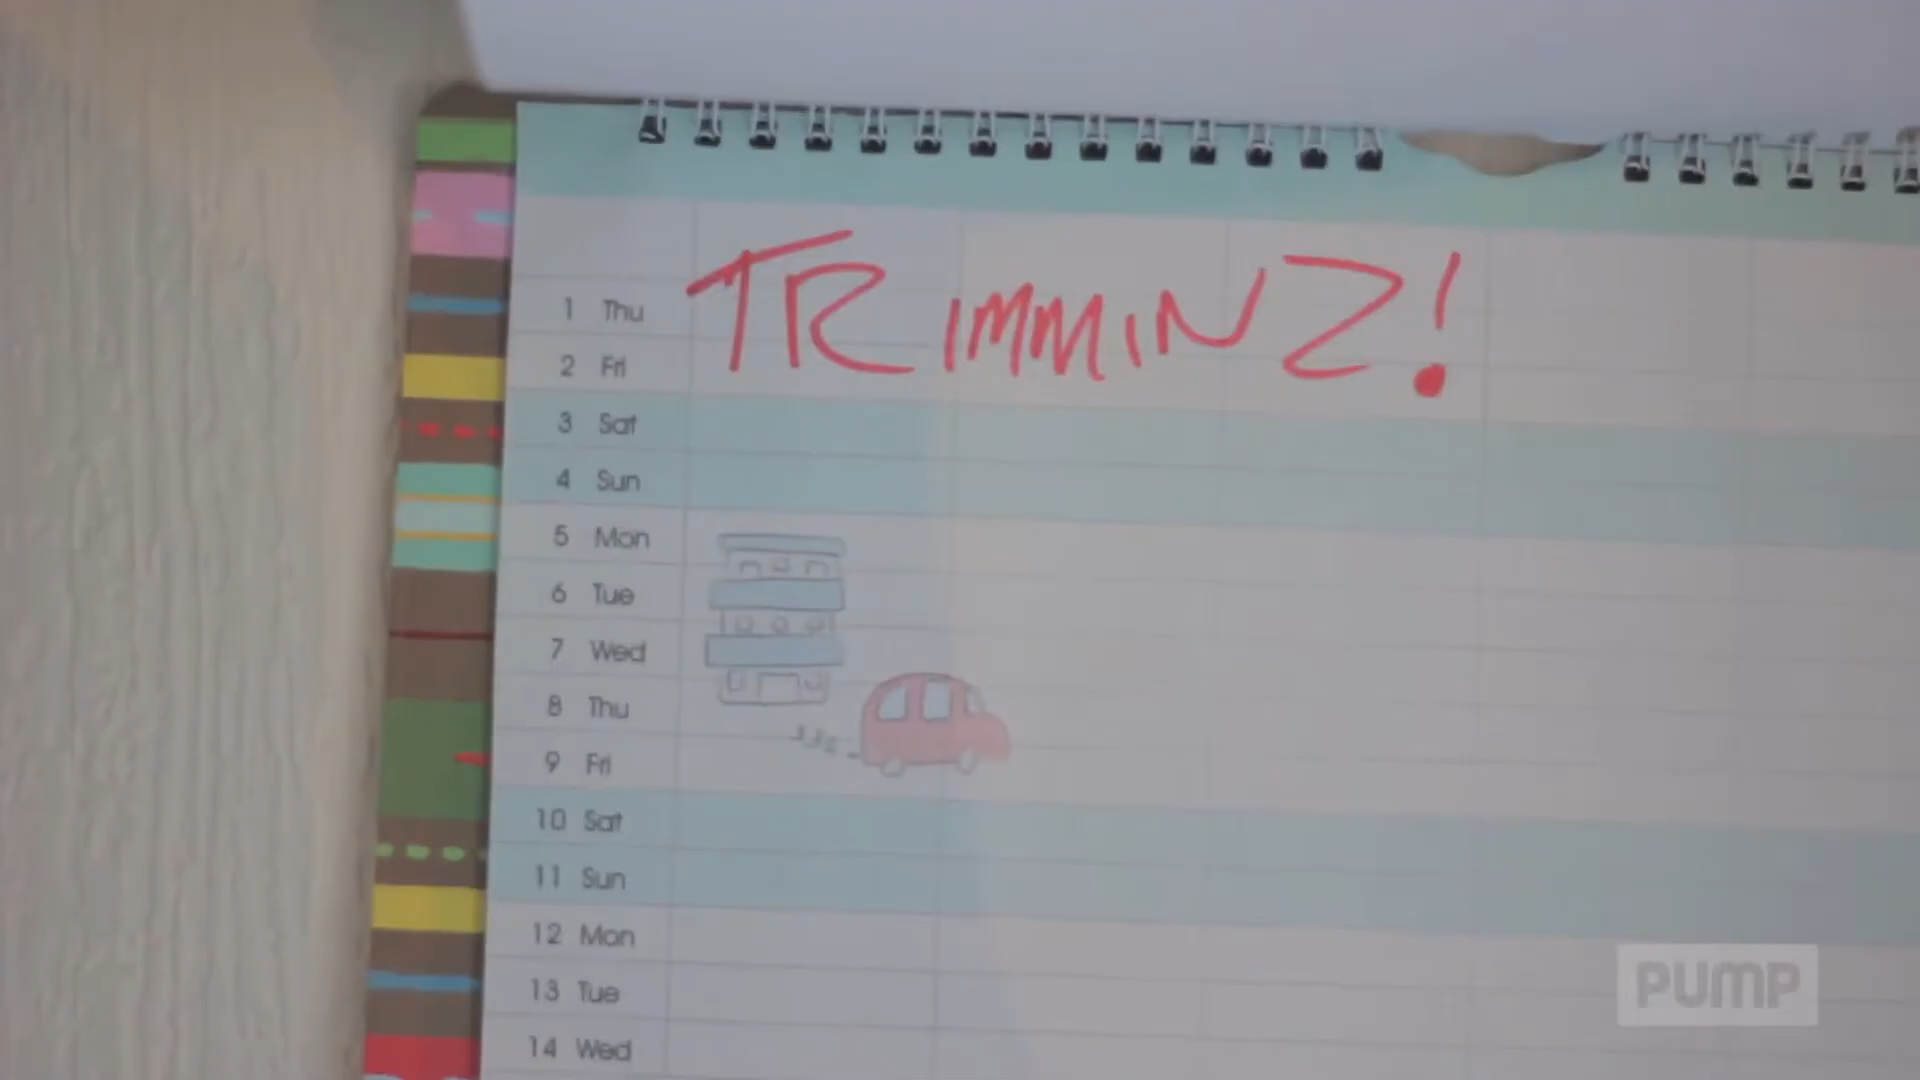 TRIMMINZ!
1 Thu
2 Fri
3 Sat
4 Sun
5 Mon
6 Tue
7 Wed
8 Thu
9 Fri
10 Sat
11 Sun
12 Mon
13 Tue
14 Wed
PUMP